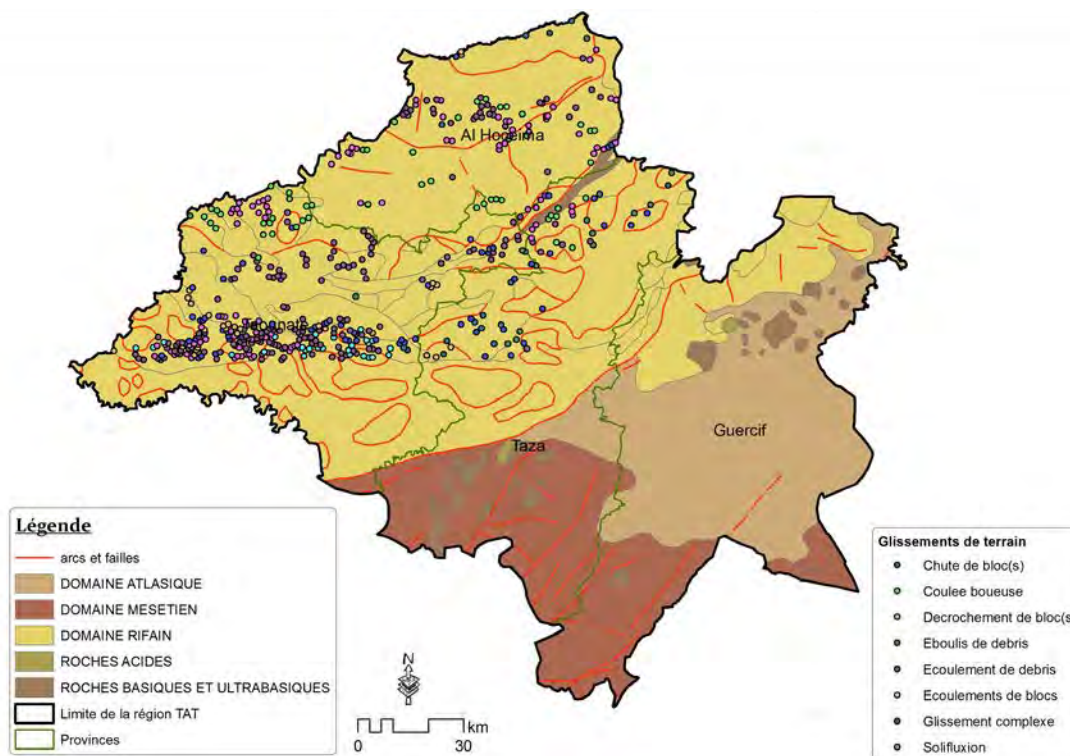 Al Hoceima
Taounate
Taza
Guercif
Légende
arcs et failles
DOMAINE ATLASIQUE
DOMAINE MESETIEN
DOMAINE RIFAIN
ROCHES ACIDES
ROCHES BASIQUES ET ULTRABASIQUES
Limite de la région TAT
Provinces
N
km
0 30
Glissements de terrain
Chute de bloc(s)
Coulee boueuse
Decrochement de bloc(s
Eboulis de debris
Ecoulement de debris
Ecoulements de blocs
Glissement complexe
Solifluxion